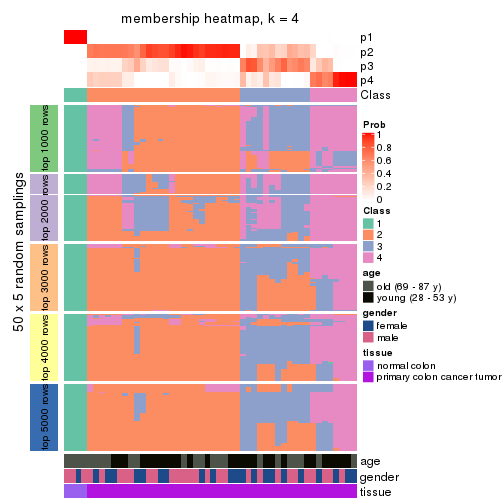 membership heatmap, k = 4
p1
p2
p3
p4
Class
50 x 5 random samplings
top 1000 rows
top 2000 rows
top 3000 rows
top 4000 rows
top 5000 rows
age
gender
tissue
Prob
1
0.8
0.6
0.4
0.2
0
Class
1
2
3
4
age
old (69 - 87 y)
young (28 - 53 y)
gender
female
male
tissue
normal colon
primary colon cancer tumor